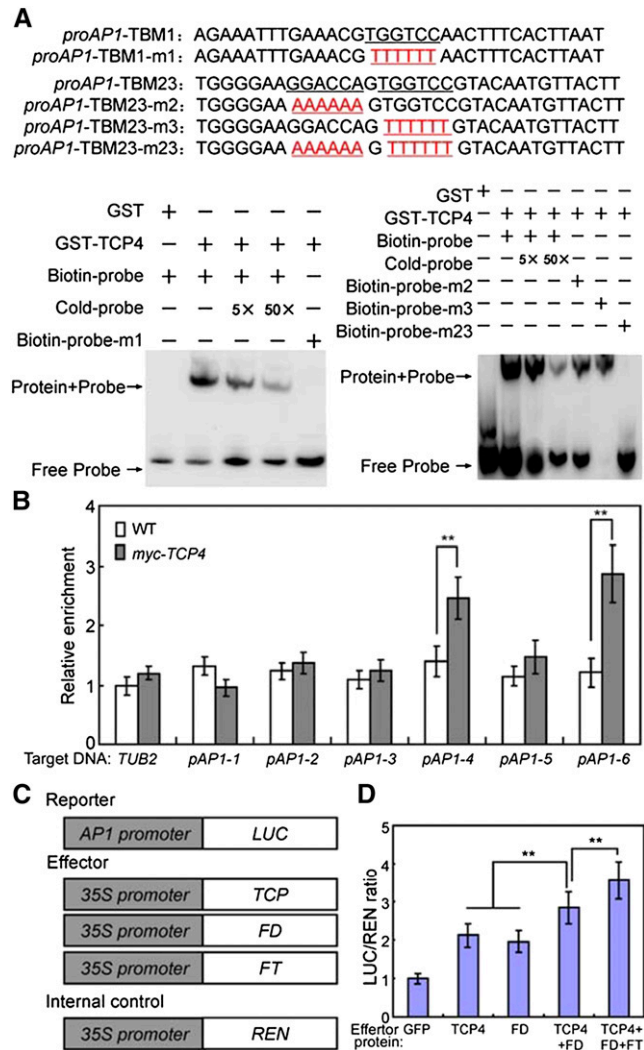 A
proAP1-TBM1: AGAAATTTGAAACGTGGTCCAACTTTCACTTAAT
proAP1-TBM1-m1: AGAAATTTGAAACG TTTTTT AACTTTCACTTAAT
proAP1-TBM23: TGGGGAAGGACCAGTGGTCCGTACAATGTTACTT
proAP1-TBM23-m2: TGGGGAA AAAAAA GTGGTCCGTACAATGTTACTT
proAP1-TBM23-m3: TGGGGAAGGACCAG TTTTTT GTACAATGTTACTT
proAP1-TBM23-m23: TGGGGAA AAAAAA G TTTTTT GTACAATGTTACTT
GST + − − − −
GST-TCP4 − + + + +
Biotin-probe + + + + −
Cold-probe − − 5× 50× −
Biotin-probe-m1 − − − − +
Protein+Probe→
Free Probe →
GST + − − − − − −
GST-TCP4 − + + + + + +
Biotin-probe − + + + − − −
Cold-probe − − 5× 50× − − −
Biotin-probe-m2 − − − − + − −
Biotin-probe-m3 − − − − − + −
Biotin-probe-m23 − − − − − − +
Protein+Probe→
Free Probe →
B
Relative enrichment
4
3
2
1
0
WT
myc-TCP4
**
**
Target DNA: TUB2 pAP1-1 pAP1-2 pAP1-3 pAP1-4 pAP1-5 pAP1-6
C
Reporter
AP1 promoter LUC
Effector
35S promoter TCP
35S promoter FD
35S promoter FT
Internal control
35S promoter REN
D
LUC/REN ratio
5
4
3
2
1
0
**
**
Effertor protein: GFP TCP4 FD TCP4 +FD TCP4+ FD+FT